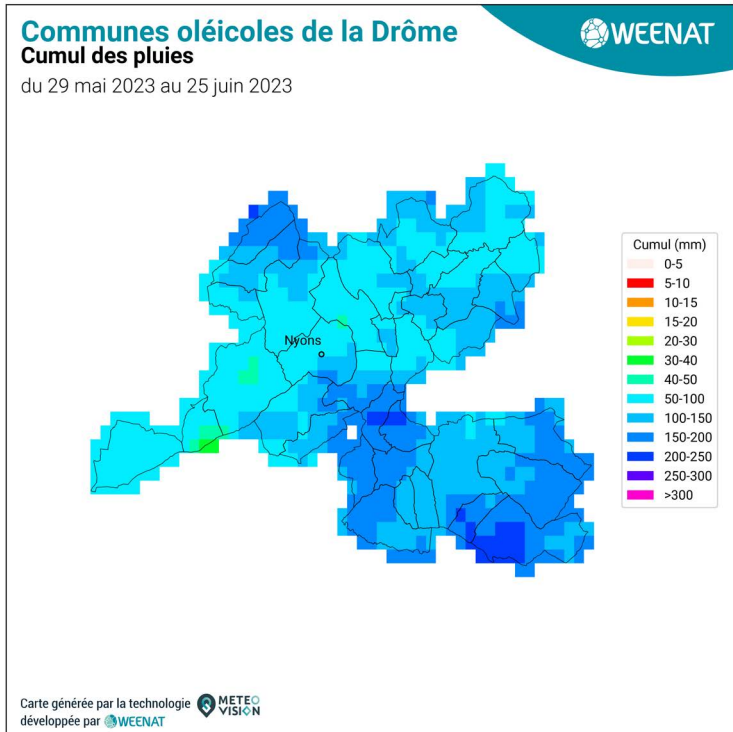 Communes oléicoles de la Drôme
Cumul des pluies
du 29 mai 2023 au 25 juin 2023
WEENAT
Nyons
Cumul (mm)
0-5
5-10
10-15
15-20
20-30
30-40
40-50
50-100
100-150
150-200
200-250
250-300
>300
Carte générée par la technologie METEO VISION
développée par WEENAT